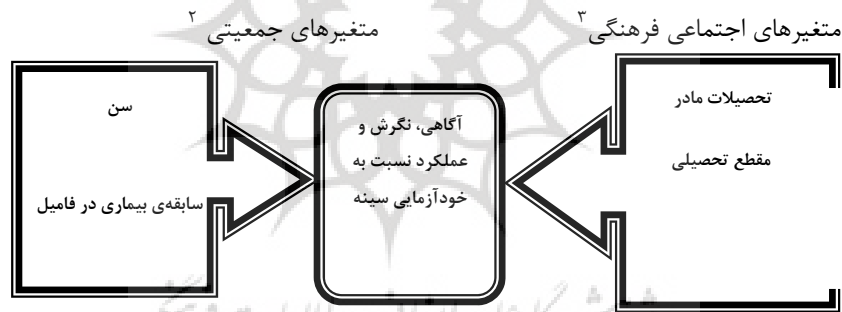 متغیرهای اجتماعی فرهنگی ۳
متغیرهای جمعیتی ۲
تحصیلات مادر
مقطع تحصیلی
آگاهی، نگرش و
عملکرد نسبت به
خودآزمایی سینه
سن
سابقه‌ی بیماری در فامیل